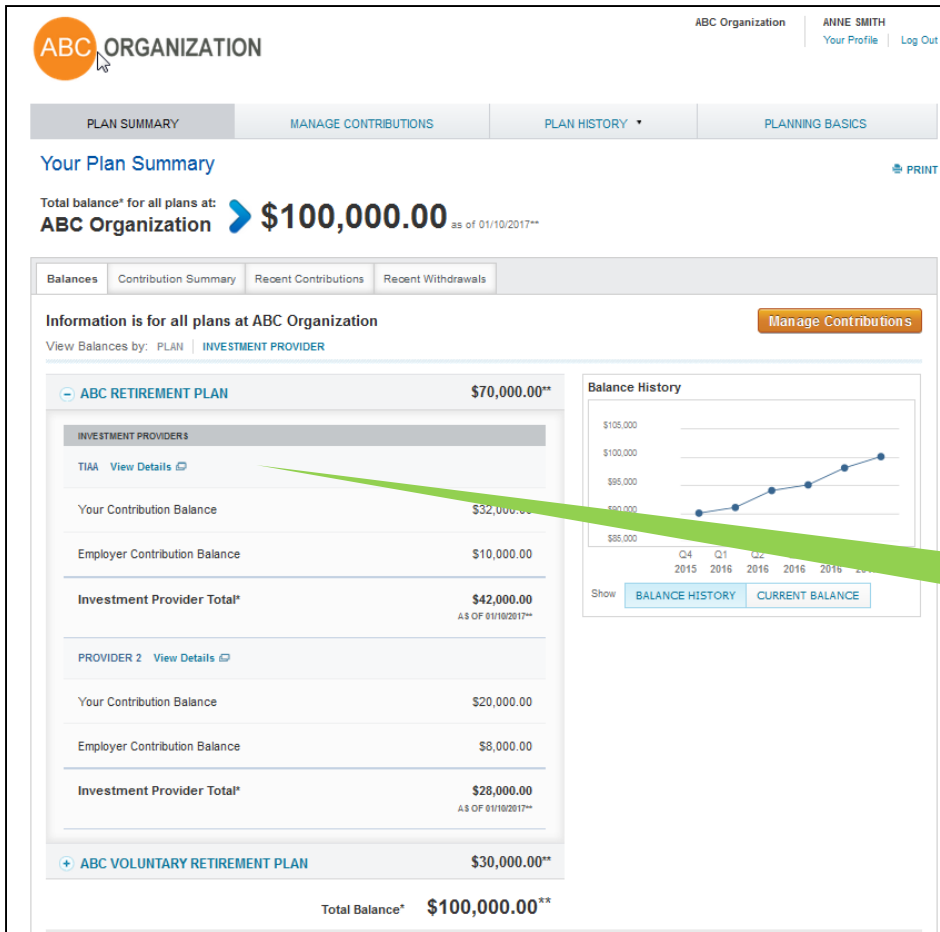 ABC ORGANIZATION
ABC Organization ANNE SMITH
Your Profile Log Out
PLAN SUMMARY MANAGE CONTRIBUTIONS PLAN HISTORY PLANNING BASICS
Your Plan Summary
PRINT
Total balance* for all plans at:
ABC Organization $100,000.00 as of 01/10/2017**
Balances Contribution Summary Recent Contributions Recent Withdrawals
Information is for all plans at ABC Organization
Manage Contributions
View Balances by: PLAN INVESTMENT PROVIDER
ABC RETIREMENT PLAN $70,000.00**
INVESTMENT PROVIDERS
TIAA View Details
Your Contribution Balance $32,000.00
Employer Contribution Balance $10,000.00
Investment Provider Total* $42,000.00
AS OF 01/10/2017**
PROVIDER 2 View Details
Your Contribution Balance $20,000.00
Employer Contribution Balance $8,000.00
Investment Provider Total* $28,000.00
AS OF 01/10/2017**
ABC VOLUNTARY RETIREMENT PLAN $30,000.00**
Total Balance* $100,000.00**
Balance History
$105,000
$100,000
$95,000
$90,000
$85,000
Q4 Q1 Q2
2015 2016 2016 2016 2016
Show BALANCE HISTORY CURRENT BALANCE